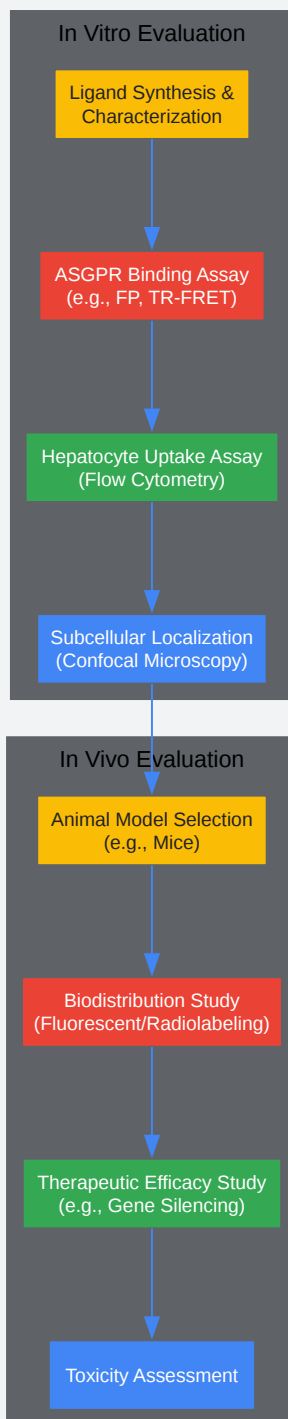 In Vitro Evaluation
Ligand Synthesis &
Characterization
ASGPR Binding Assay
(e.g., FP, TR-FRET)
Hepatocyte Uptake Assay
(Flow Cytometry)
Subcellular Localization
(Confocal Microscopy)
In Vivo Evaluation
Animal Model Selection
(e.g., Mice)
Biodistribution Study
(Fluorescent/Radiolabeling)
Therapeutic Efficacy Study
(e.g., Gene Silencing)
Toxicity Assessment